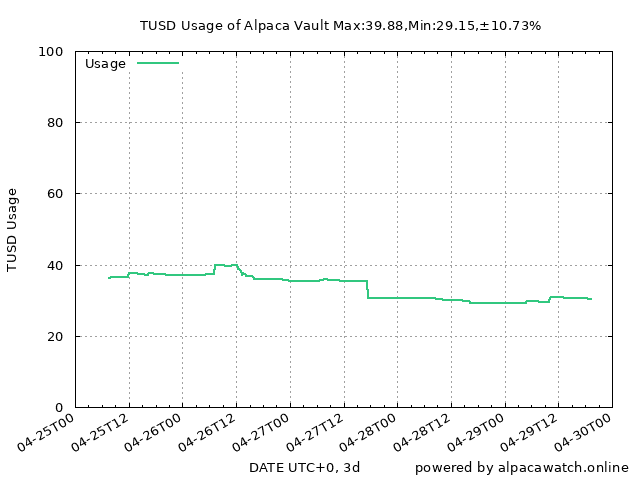 TUSD Usage of Alpaca Vault Max:39.88,Min:29.15,±10.73%
100
Usage
80
60
TUSD Usage
40
20
0
04-25T00
04-25T12
04-26T00
04-26T12
04-27T00
04-27T12
04-28T00
04-28T12
04-29T00
04-29T12
04-30T00
DATE UTC+0, 3d
powered by alpacawatch.online